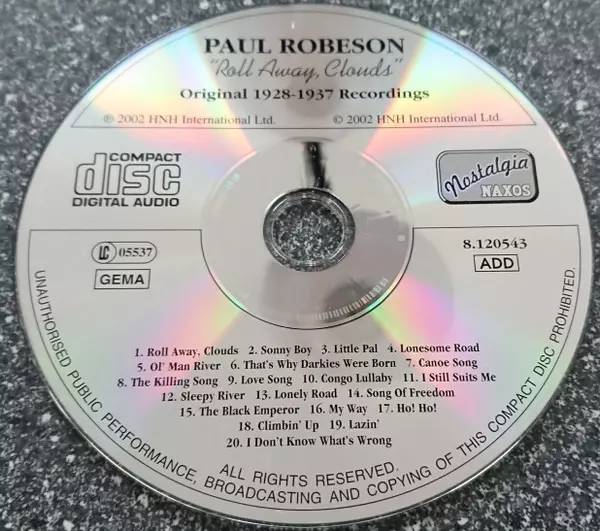 PAUL ROBESON
"Roll Away, Clouds"
Original 1928-1937 Recordings
℗ 2002 HNH International Ltd. © 2002 HNH International Ltd.
COMPACT
disc
DIGITAL AUDIO
Nostalgia
NAXOS
LC 05537
GEMA
8.120543
ADD
1. Roll Away, Clouds 2. Sonny Boy 3. Little Pal 4. Lonesome Road
5. Ol' Man River 6. That's Why Darkies Were Born 7. Canoe Song
8. The Killing Song 9. Love Song 10. Congo Lullaby 11. I Still Suits Me
12. Sleepy River 13. Lonely Road 14. Song Of Freedom
15. The Black Emperor 16. My Way 17. Ho! Ho!
18. Climbin' Up 19. Lazin'
20. I Don't Know What's Wrong
ALL RIGHTS RESERVED.
UNAUTHORISED PUBLIC PERFORMANCE, BROADCASTING AND COPYING OF THIS COMPACT DISC PROHIBITED.